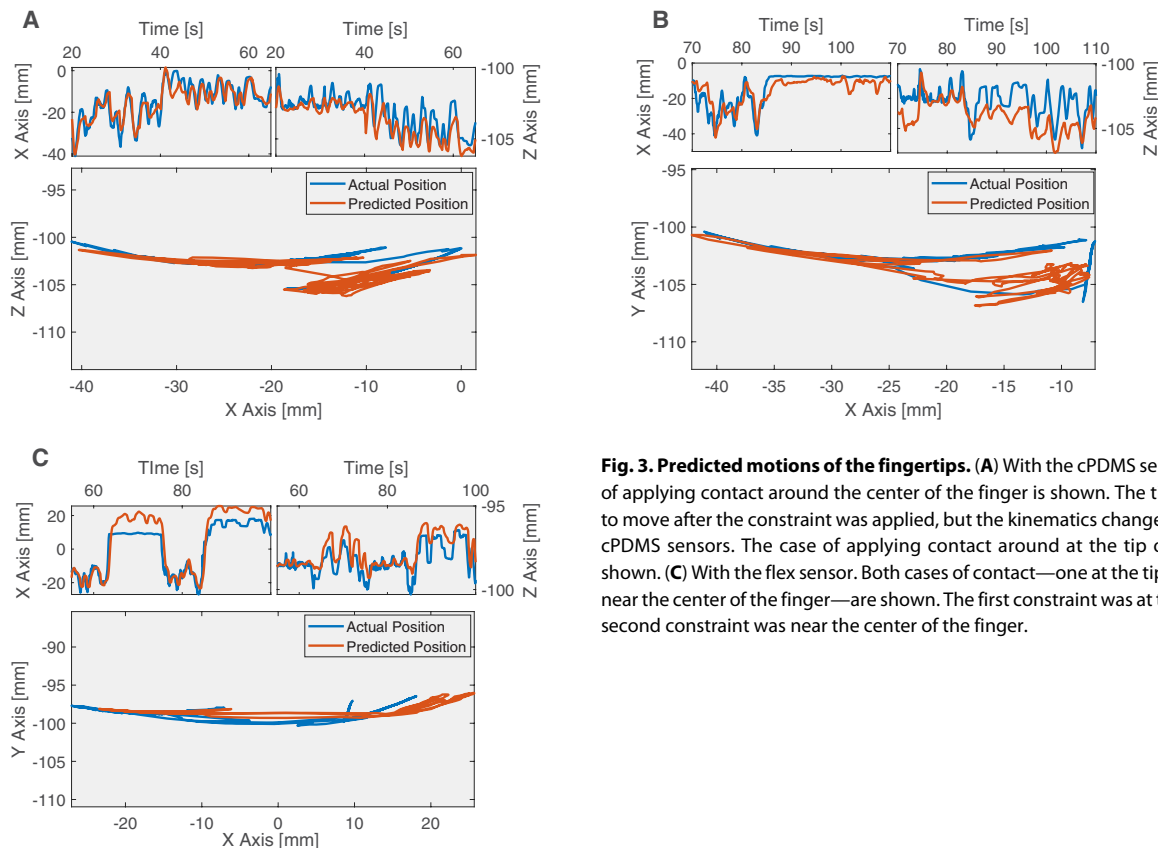 A
Time [s]
Time [s]
20 40 60
20 40 60
X Axis [mm]
0
-20
-40
-100
-105
Z Axis [mm]
Actual Position
Predicted Position
Z Axis [mm]
-95
-100
-105
-110
-40 -30 -20 -10 0
X Axis [mm]
B
Time [s]
Time [s]
70 80 90 100
70 80 90 100 110
X Axis [mm]
0
-20
-40
-100
-105
Z Axis [mm]
Actual Position
Predicted Position
Y Axis [mm]
-95
-100
-105
-110
-40 -35 -30 -25 -20 -15 -10
X Axis [mm]
C
TIme [s]
Time [s]
60 80
60 80 100
X Axis [mm]
20
0
-20
-95
-100
Z Axis [mm]
Actual Position
Predicted Position
Y Axis [mm]
-90
-95
-100
-105
-110
-20 -10 0 10 20
X Axis [mm]
Fig. 3. Predicted motions of the fingertips. (A) With the cPDMS se
of applying contact around the center of the finger is shown. The t
to move after the constraint was applied, but the kinematics change
cPDMS sensors. The case of applying contact around at the tip o
shown. (C) With the flex sensor. Both cases of contact—one at the tip
near the center of the finger—are shown. The first constraint was at t
second constraint was near the center of the finger.